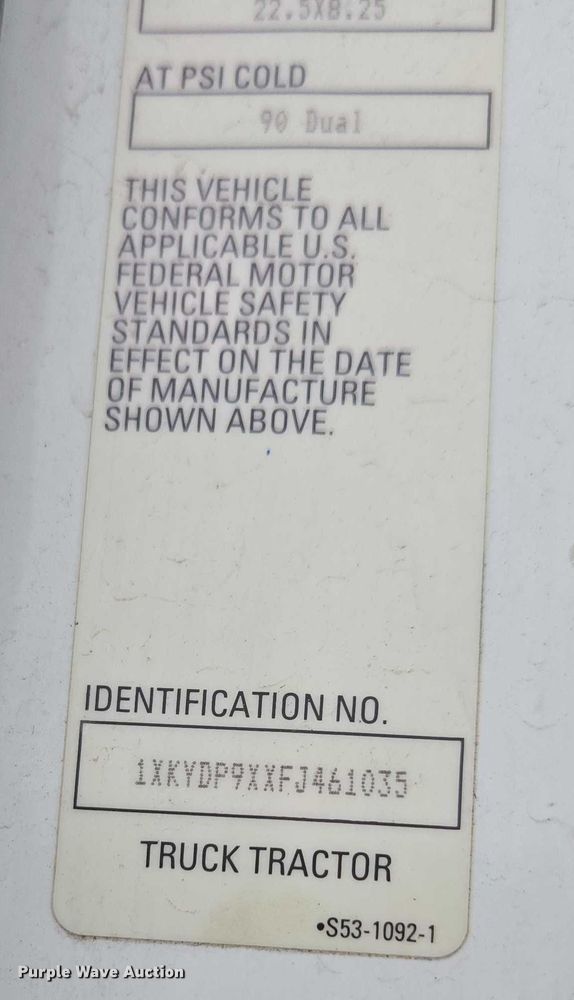 22.5X8.25
AT PSI COLD
90 Dual
THIS VEHICLE
CONFORMS TO ALL
APPLICABLE U.S.
FEDERAL MOTOR
VEHICLE SAFETY
STANDARDS IN
EFFECT ON THE DATE
OF MANUFACTURE
SHOWN ABOVE.
IDENTIFICATION NO.
1XKYDP9XXFJ461035
TRUCK TRACTOR
•S53-1092-1
Purple Wave Auction